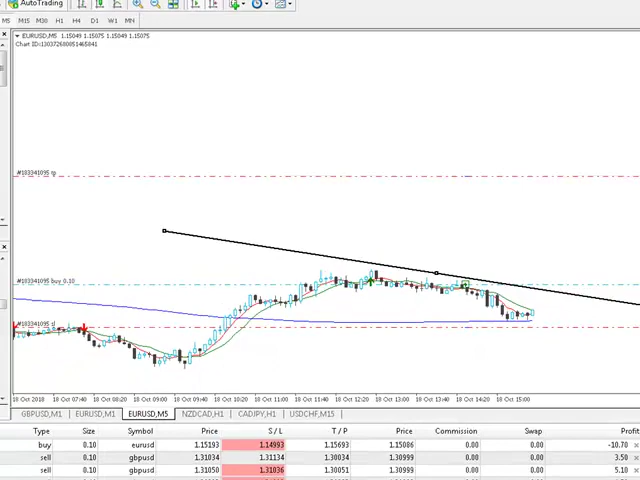 AutoTrading
M5 M15 M30 H1 H4 D1 W1 MN
EURUSD,M5 1.15049 1.15075 1.15049 1.15075
#183341095 tp
#183341095 buy 0.10
#183341095 sl
18 Oct 2018 18 Oct 07:40 18 Oct 08:20 18 Oct 09:00 18 Oct 09:40 18 Oct 10:20 18 Oct 11:00 18 Oct 11:40 18 Oct 12:20 18 Oct 13:00 18 Oct 13:40 18 Oct 14:20 18 Oct 15:00
GBPUSD,M1 EURUSD,M1 EURUSD,M5 NZDCAD,H1 CADJPY,H1 USDCHF,M15
Type Size Symbol Price S / L T / P Price Commission Swap Profit
buy 0.10 eurusd 1.15193 1.14993 1.15693 1.15086 0.00 0.00 -10.70
sell 0.10 gbpusd 1.31034 1.31134 1.30034 1.30999 0.00 0.00 3.50
sell 0.10 gbpusd 1.31050 1.31036 1.30051 1.30999 0.00 0.00 5.10